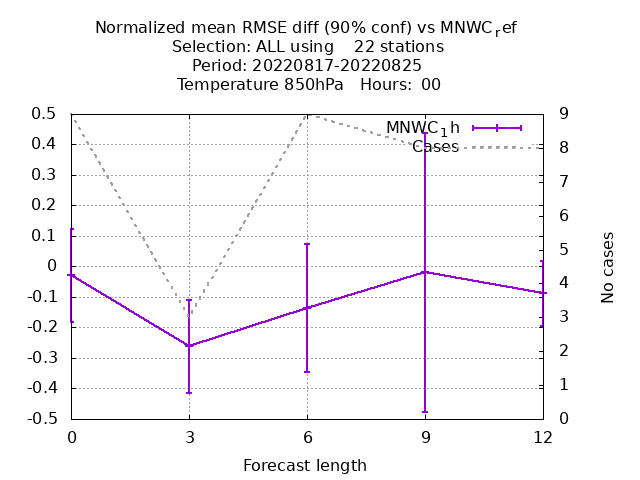 Normalized mean RMSE diff (90% conf) vs MNWCref
Selection: ALL using 22 stations
Period: 20220817-20220825
Temperature 850hPa Hours: 00
MNWC1h
Cases
0.5
0.4
0.3
0.2
0.1
0
-0.1
-0.2
-0.3
-0.4
-0.5
9
8
7
6
5
4
3
2
1
0
No cases
0 3 6 9 12
Forecast length